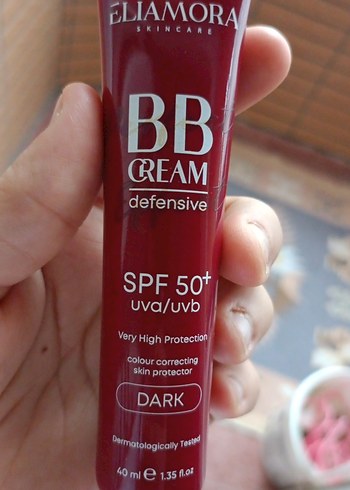 ELIAMORA
SKINCARE
BB
CREAM
defensive
SPF 50+
uva/uvb
Very High Protection
colour correcting
skin protector
DARK
Dermatologically Tested
40 ml e 1.35 fl.oz